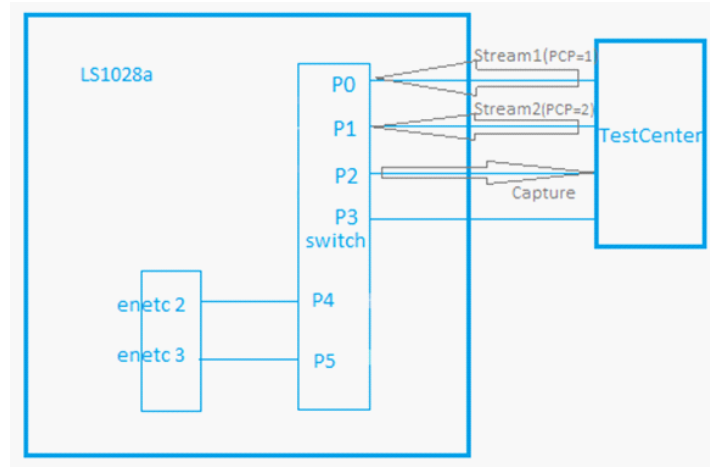 LS1028a
Stream1(PCP=1)
P0
Stream2(PCP=2)
P1
TestCenter
P2
Capture
P3
switch
enetc 2
P4
enetc 3
P5